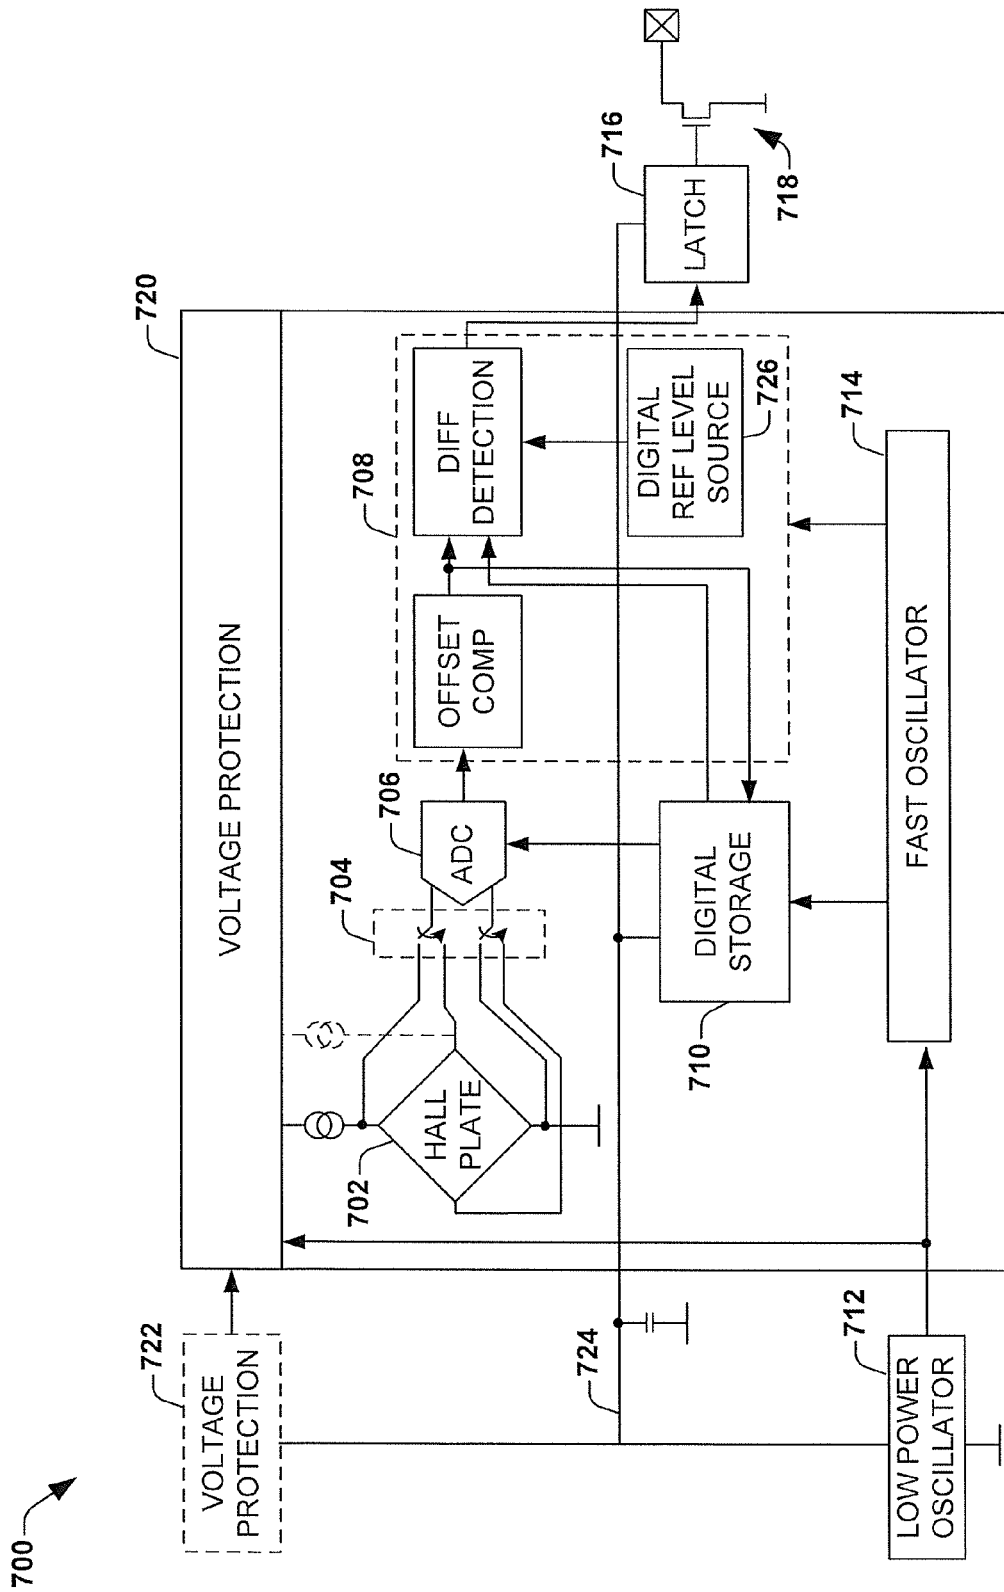 700
722
VOLTAGE
PROTECTION
720
VOLTAGE PROTECTION
702
HALL
PLATE
704
706
ADC
708
OFFSET
COMP
DIFF
DETECTION
DIGITAL
REF LEVEL
SOURCE
726
716
LATCH
718
724
710
DIGITAL
STORAGE
712
LOW POWER
OSCILLATOR
714
FAST OSCILLATOR